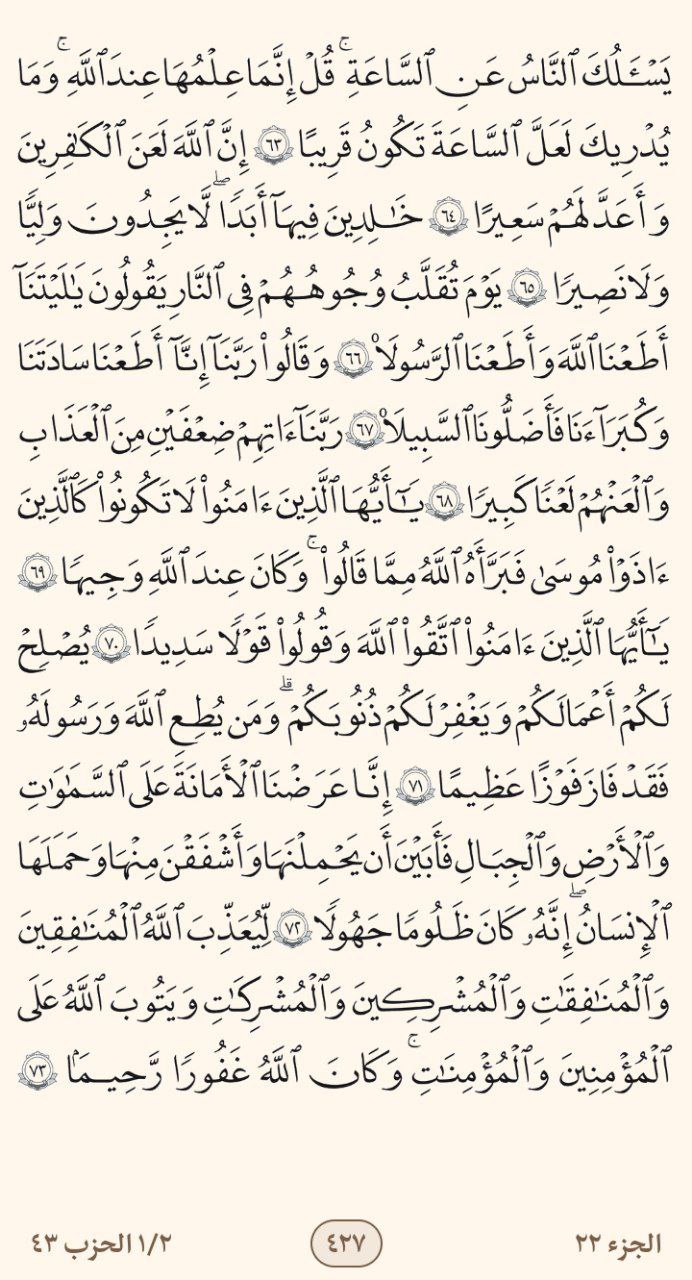 يَسۡـَٔلُكَ ٱلنَّاسُ عَنِ ٱلسَّاعَةِۖ قُلۡ إِنَّمَا عِلۡمُهَا عِندَ ٱللَّهِۚ وَمَا
يُدۡرِيكَ لَعَلَّ ٱلسَّاعَةَ تَكُونُ قَرِيبًا ٦٣ إِنَّ ٱللَّهَ لَعَنَ ٱلۡكَٰفِرِينَ
وَأَعَدَّ لَهُمۡ سَعِيرًا ٦٤ خَٰلِدِينَ فِيهَآ أَبَدٗاۖ لَّا يَجِدُونَ وَلِيّٗا
وَلَا نَصِيرٗا ٦٥ يَوۡمَ تُقَلَّبُ وُجُوهُهُمۡ فِي ٱلنَّارِ يَقُولُونَ يَٰلَيۡتَنَآ
أَطَعۡنَا ٱللَّهَ وَأَطَعۡنَا ٱلرَّسُولَا۠ ٦٦ وَقَالُواْ رَبَّنَآ إِنَّآ أَطَعۡنَا سَادَتَنَا
وَكُبَرَآءَنَا فَأَضَلُّونَا ٱلسَّبِيلَا۠ ٦٧ رَبَّنَآ ءَاتِهِمۡ ضِعۡفَيۡنِ مِنَ ٱلۡعَذَابِ
وَٱلۡعَنۡهُمۡ لَعۡنٗا كَبِيرٗا ٦٨ يَٰٓأَيُّهَا ٱلَّذِينَ ءَامَنُواْ لَا تَكُونُواْ كَٱلَّذِينَ
ءَاذَوۡاْ مُوسَىٰ فَبَرَّأَهُ ٱللَّهُ مِمَّا قَالُواْۚ وَكَانَ عِندَ ٱللَّهِ وَجِيهٗا ٦٩
يَٰٓأَيُّهَا ٱلَّذِينَ ءَامَنُواْ ٱتَّقُواْ ٱللَّهَ وَقُولُواْ قَوۡلٗا سَدِيدٗا ٧٠ يُصۡلِحۡ
لَكُمۡ أَعۡمَٰلَكُمۡ وَيَغۡفِرۡ لَكُمۡ ذُنُوبَكُمۡۗ وَمَن يُطِعِ ٱللَّهَ وَرَسُولَهُۥ
فَقَدۡ فَازَ فَوۡزًا عَظِيمًا ٧١ إِنَّا عَرَضۡنَا ٱلۡأَمَانَةَ عَلَى ٱلسَّمَٰوَٰتِ
وَٱلۡأَرۡضِ وَٱلۡجِبَالِ فَأَبَيۡنَ أَن يَحۡمِلۡنَهَا وَأَشۡفَقۡنَ مِنۡهَا وَحَمَلَهَا
ٱلۡإِنسَٰنُۖ إِنَّهُۥ كَانَ ظَلُومٗا جَهُولٗا ٧٢ لِّيُعَذِّبَ ٱللَّهُ ٱلۡمُنَٰفِقِينَ
وَٱلۡمُنَٰفِقَٰتِ وَٱلۡمُشۡرِكِينَ وَٱلۡمُشۡرِكَٰتِ وَيَتُوبَ ٱللَّهُ عَلَى
ٱلۡمُؤۡمِنِينَ وَٱلۡمُؤۡمِنَٰتِۚ وَكَانَ ٱللَّهُ غَفُورٗا رَّحِيمَۢا ٧٣
الجزء ٢٢
٤٢٧
١/٢ الحزب ٤٣